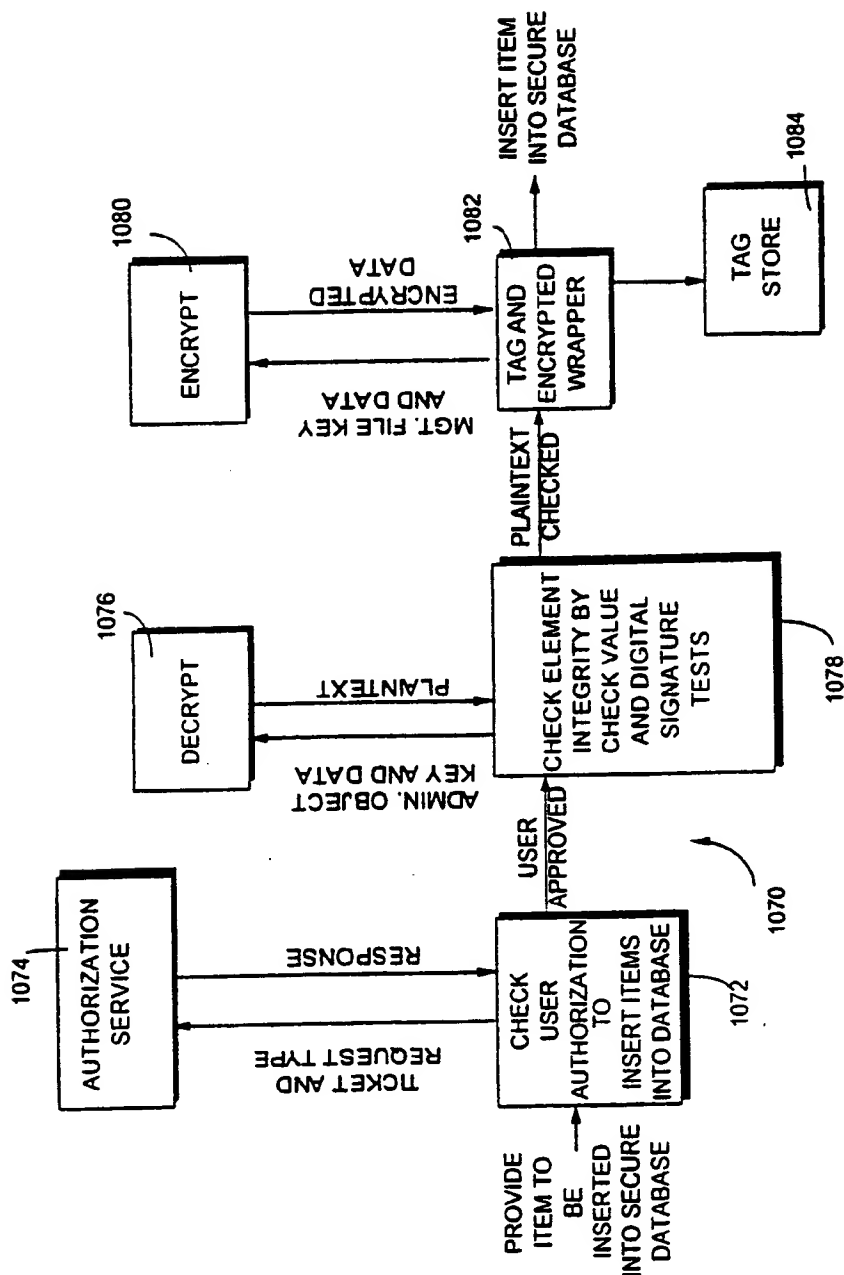 1074
AUTHORIZATION
SERVICE
TICKET AND
REQUEST TYPE
RESPONSE
PROVIDE
ITEM TO
BE
INSERTED
INTO SECURE
DATABASE
CHECK
USER
AUTHORIZATION
TO
INSERT ITEMS
INTO DATABASE
1072
1070
USER
APPROVED
1076
DECRYPT
ADMIN. OBJECT
KEY AND DATA
PLAINTEXT
CHECK ELEMENT
INTEGRITY BY
CHECK VALUE
AND DIGITAL
SIGNATURE
TESTS
1078
PLAINTEXT
CHECKED
1080
ENCRYPT
MGT. FILE KEY
AND DATA
ENCRYPTED
DATA
1082
TAG AND
ENCRYPTED
WRAPPER
INSERT ITEM
INTO SECURE
DATABASE
TAG
STORE
1084